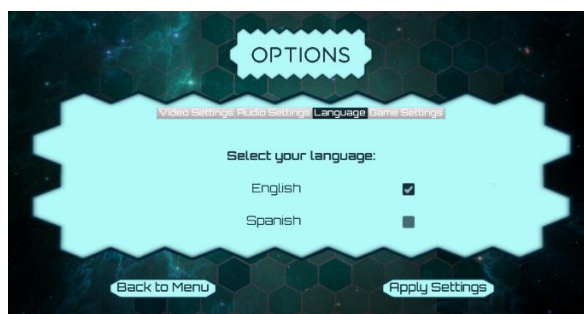 OPTIONS
Video Settings Audio Settings Language Game Settings
Select your language:
English
Spanish
Back to Menu Apply Settings